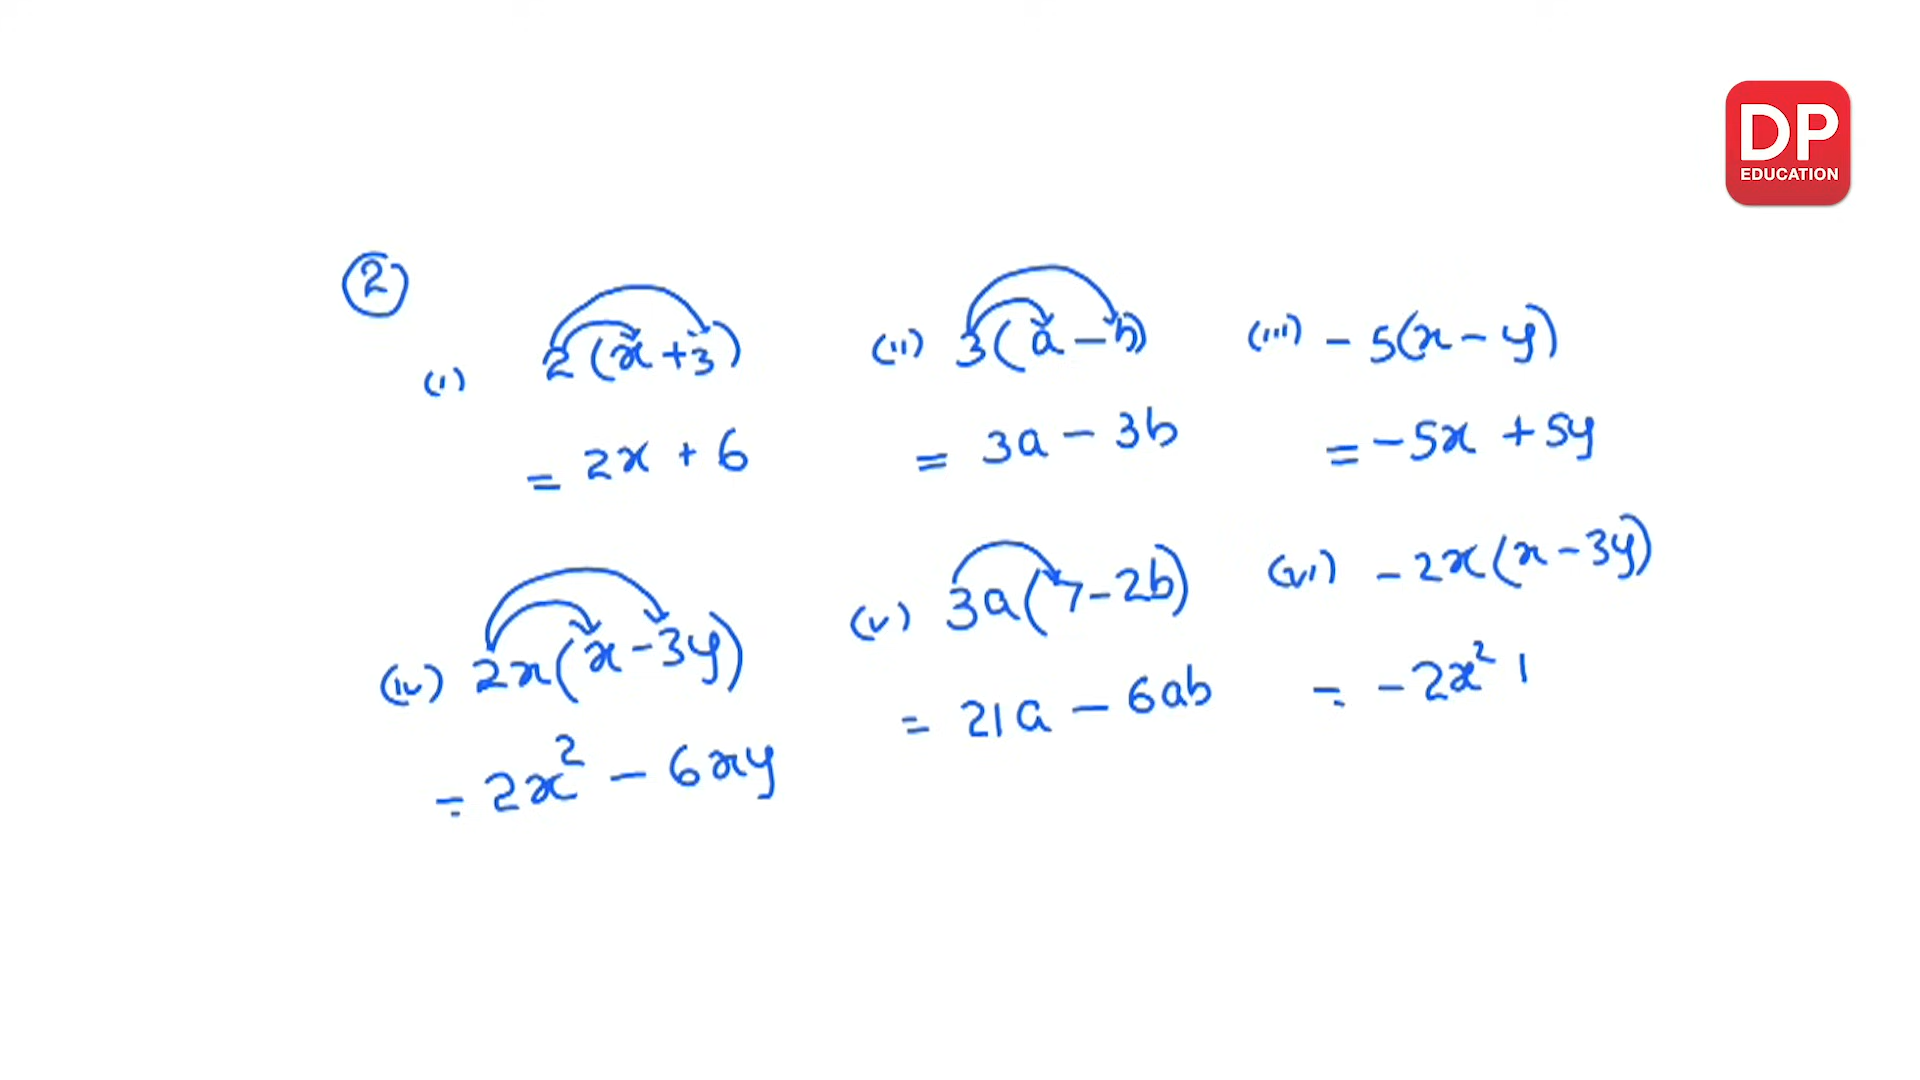 DP
EDUCATION
②
(i) 2(x+3) (ii) 3(a-b) (iii) -5(x-y)
= 2x + 6 = 3a - 3b = -5x + 5y
(iv) 2x(x-3y) (v) 3a(7-2b) (vi) -2x(x-3y)
= 2x² - 6xy = 21a - 6ab = -2x² I